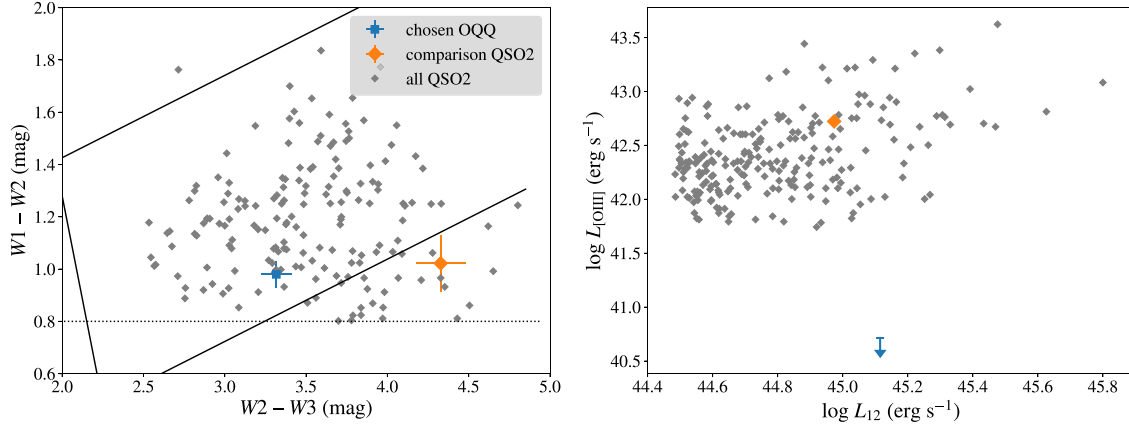 2.0
1.8
1.6
1.4
1.2
1.0
0.8
0.6
W1 − W2 (mag)
2.0 2.5 3.0 3.5 4.0 4.5 5.0
W2 − W3 (mag)
chosen OQQ
comparison QSO2
all QSO2
43.5
43.0
42.5
42.0
41.5
41.0
40.5
log L[OIII] (erg s⁻¹)
44.4 44.6 44.8 45.0 45.2 45.4 45.6 45.8
log L12 (erg s⁻¹)